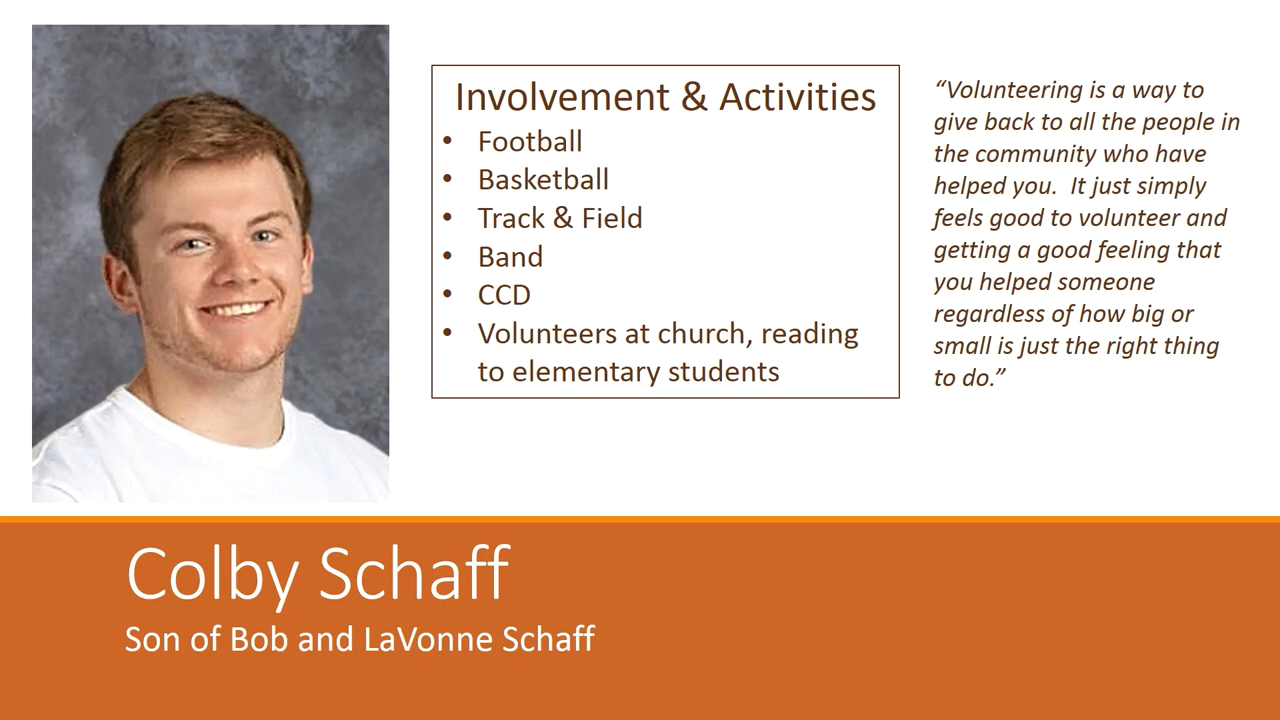 Involvement & Activities
• Football
• Basketball
• Track & Field
• Band
• CCD
• Volunteers at church, reading
to elementary students
“Volunteering is a way to
give back to all the people in
the community who have
helped you.  It just simply
feels good to volunteer and
getting a good feeling that
you helped someone
regardless of how big or
small is just the right thing
to do.”
Colby Schaff
Son of Bob and LaVonne Schaff